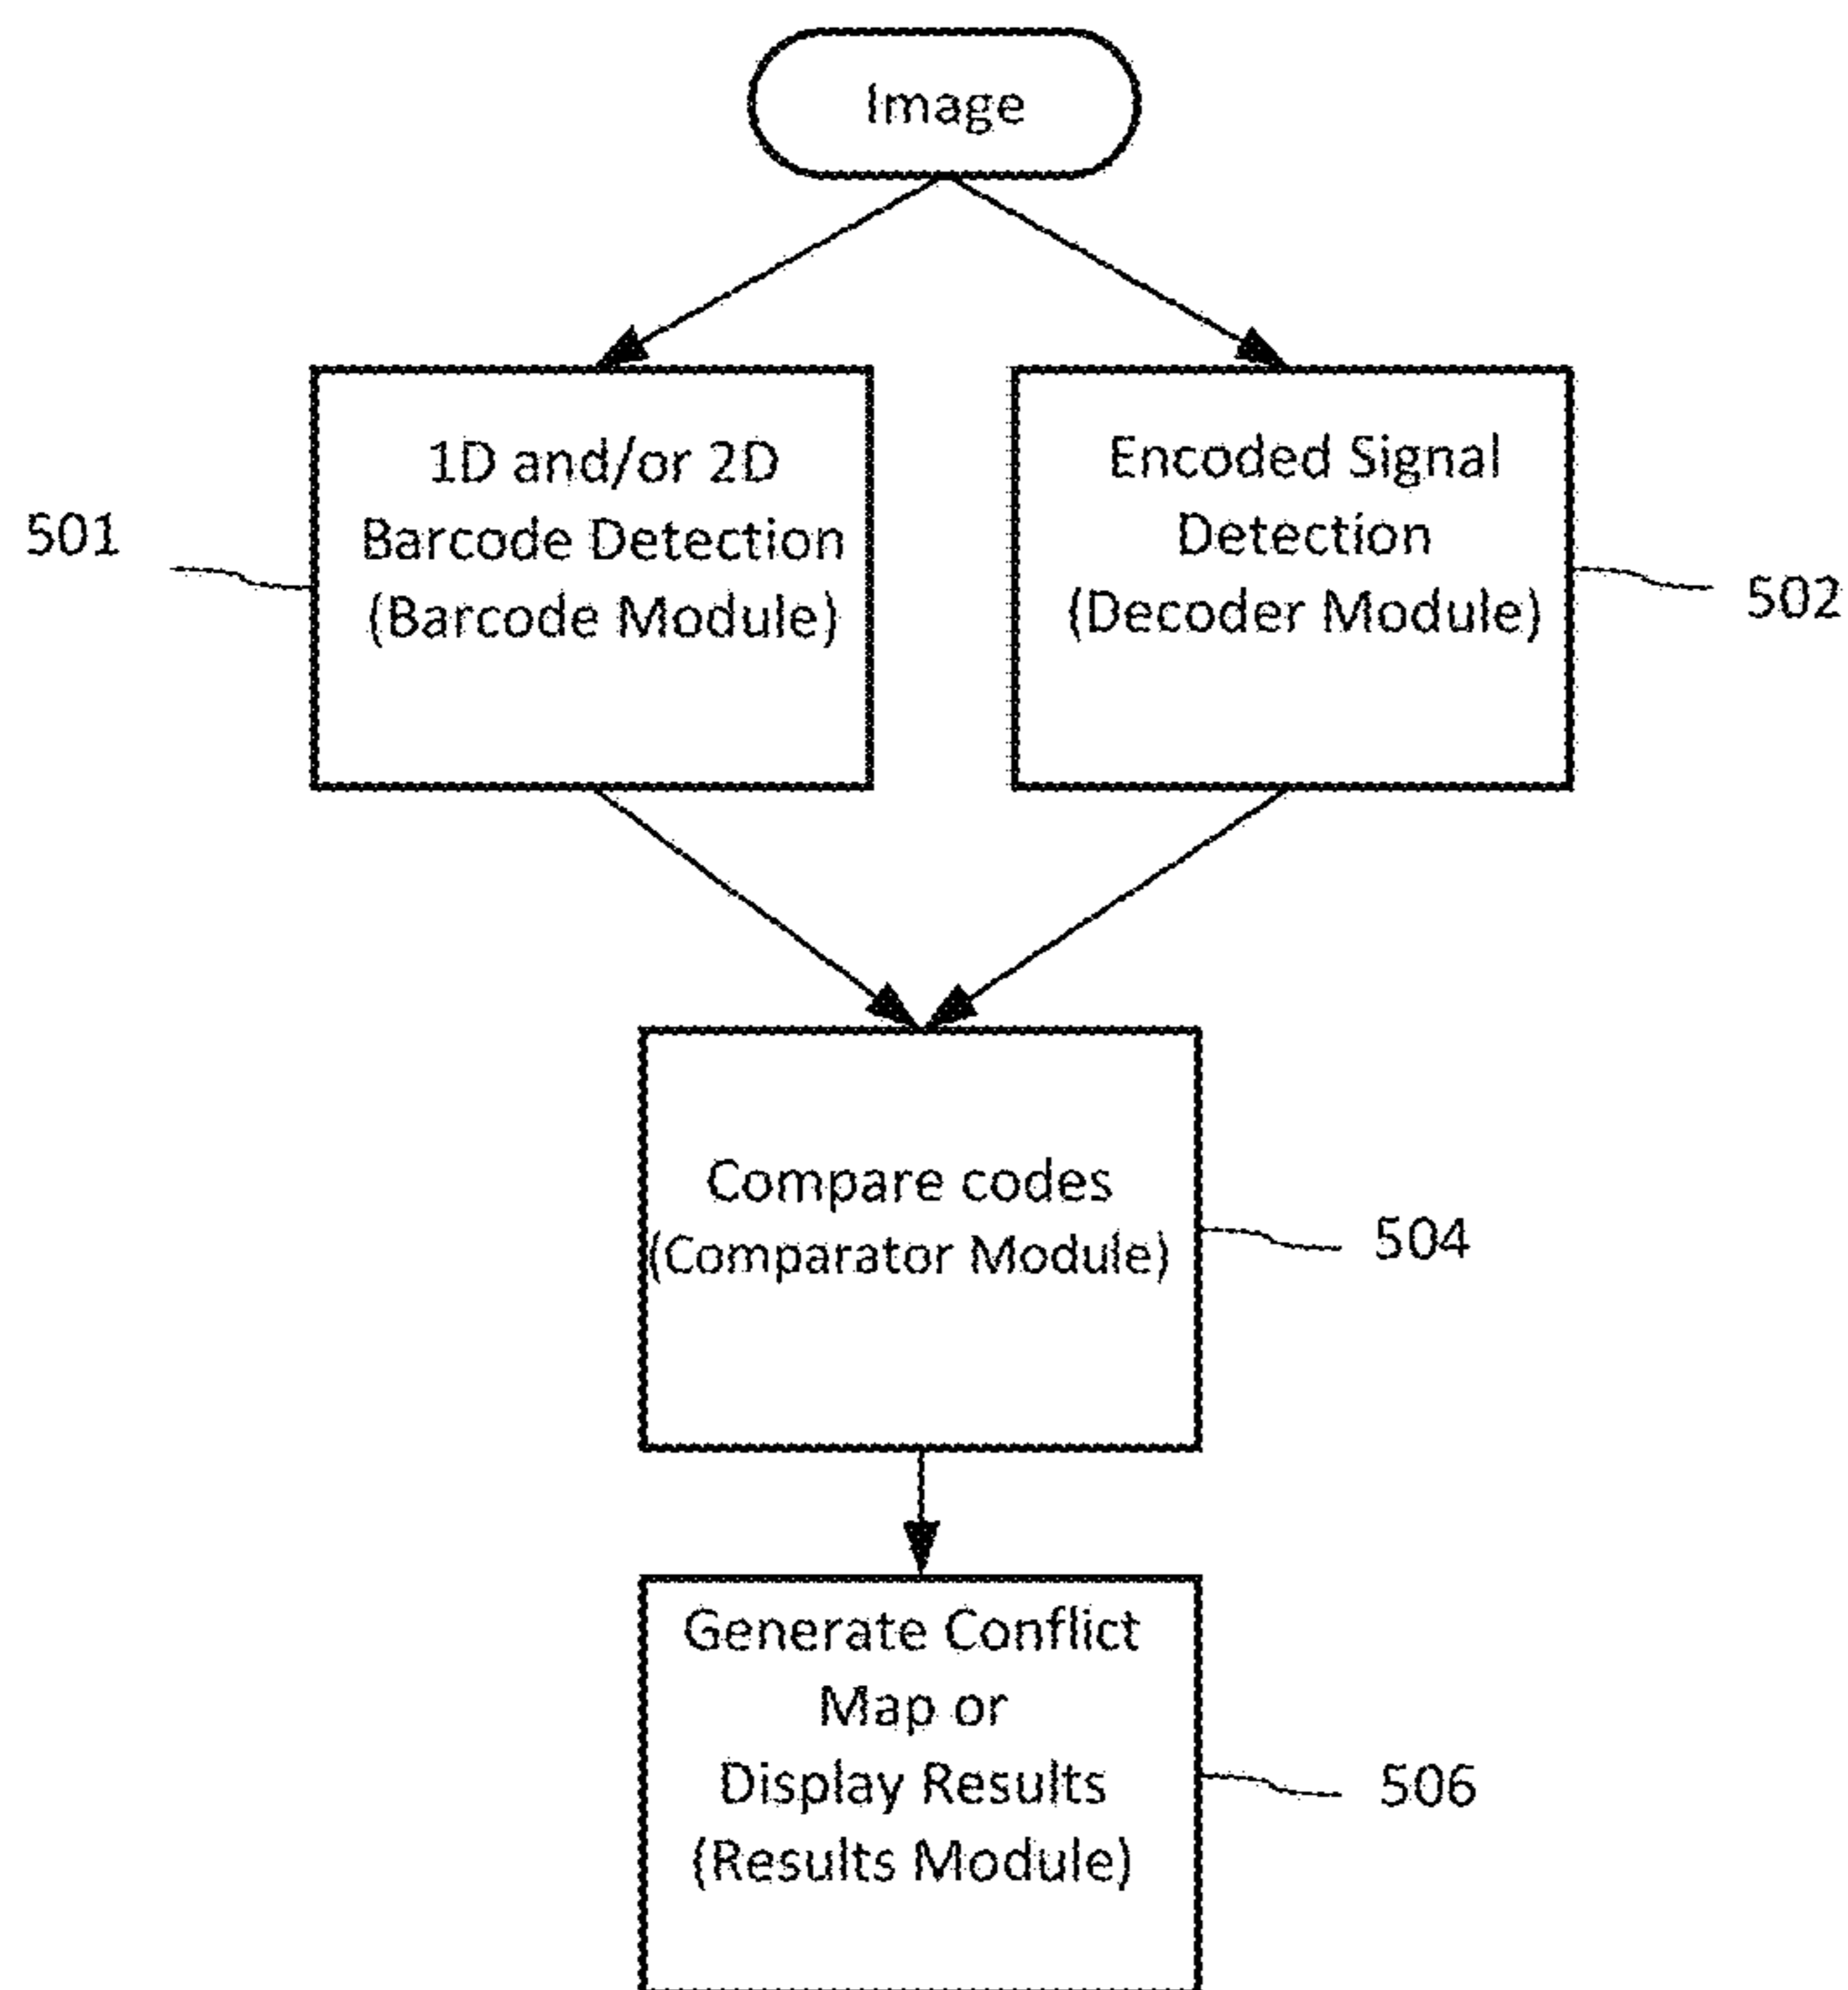 Image
1D and/or 2D
Barcode Detection
(Barcode Module)
501
Encoded Signal
Detection
(Decoder Module)
502
Compare codes
(Comparator Module)
504
Generate Conflict
Map or
Display Results
(Results Module)
506